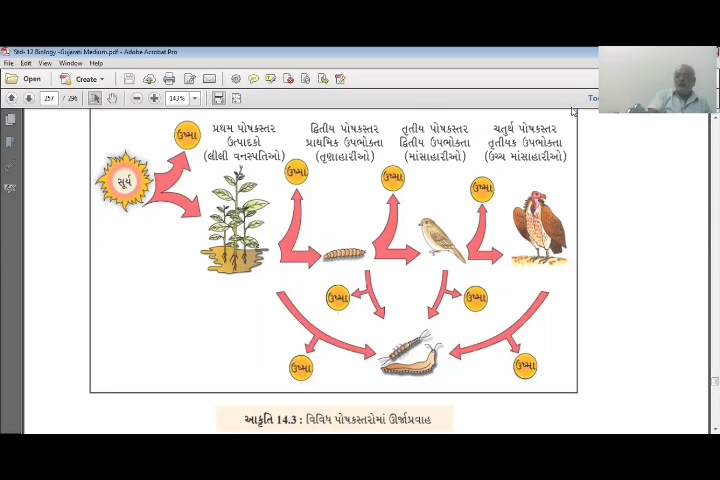 Std- 12 Biology -Gujarati Medium.pdf - Adobe Acrobat Pro
File Edit View Window Help
Open Create
257 / 296 143%
પ્રથમ પોષકસ્તર
ઉત્પાદકો
(લીલી વનસ્પતિઓ)
દ્વિતીય પોષકસ્તર
પ્રાથમિક ઉપભોક્તા
(તૃણાહારીઓ)
તૃતીય પોષકસ્તર
દ્વિતીય ઉપભોક્તા
(માંસાહારીઓ)
ચતુર્થ પોષકસ્તર
તૃતીયક ઉપભોક્તા
(ઉચ્ચ માંસાહારીઓ)
ઉષ્મા
ઉષ્મા
ઉષ્મા
ઉષ્મા
સૂર્ય
ઉષ્મા
ઉષ્મા
ઉષ્મા
ઉષ્મા
આકૃતિ 14.3 : વિવિધ પોષકસ્તરોમાં ઊર્જાપ્રવાહ